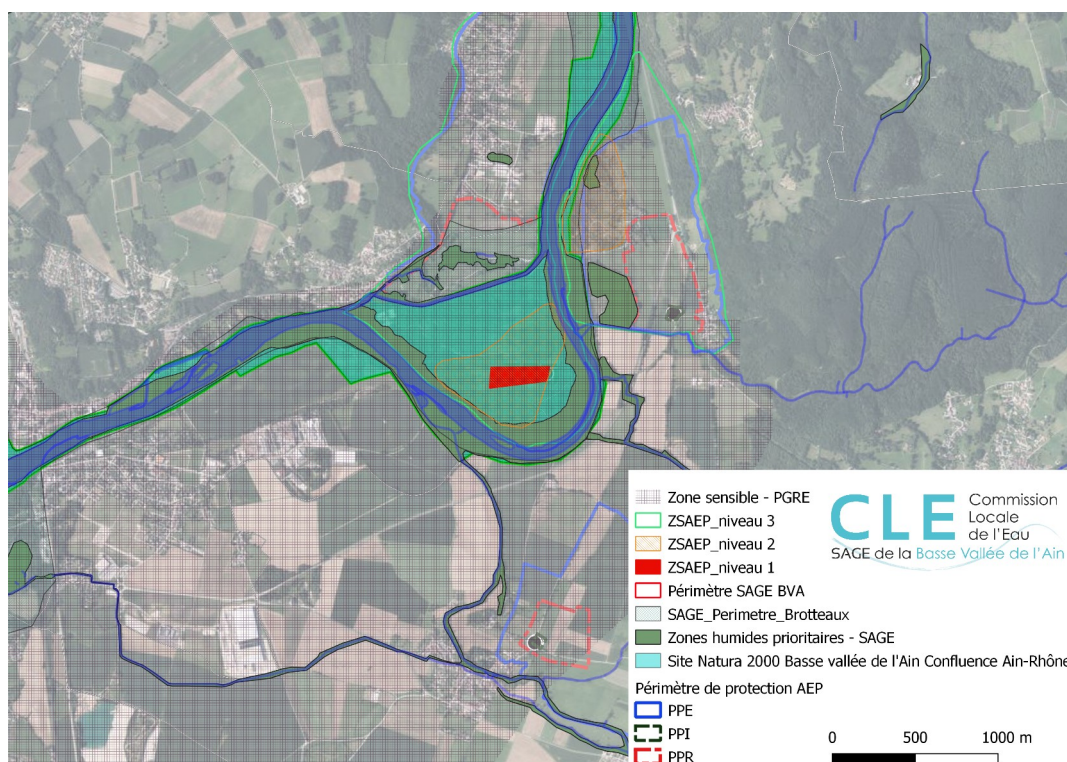 Zone sensible - PGRE
ZSAEP_niveau 3
ZSAEP_niveau 2
ZSAEP_niveau 1
Périmètre SAGE BVA
SAGE_Perimetre_Brotteaux
Zones humides prioritaires - SAGE
Site Natura 2000 Basse vallée de l'Ain Confluence Ain-Rhône
Périmètre de protection AEP
PPE
PPI
PPR
CLE
Commission
Locale
de l'Eau
SAGE de la Basse Vallée de l'Ain
0 500 1000 m